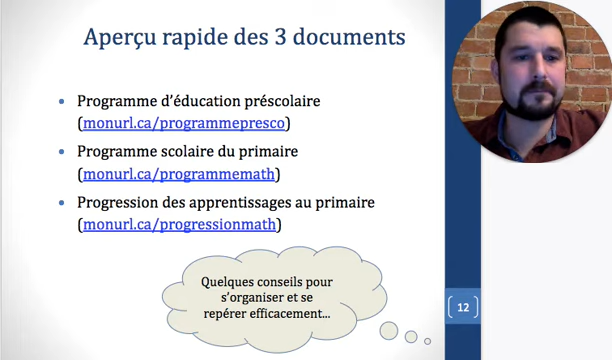 Aperçu rapide des 3 documents
• Programme d’éducation préscolaire
(monurl.ca/programmepresco)
• Programme scolaire du primaire
(monurl.ca/programmemath)
• Progression des apprentissages au primaire
(monurl.ca/progressionmath)
Quelques conseils pour
s’organiser et se
repérer efficacement...
12